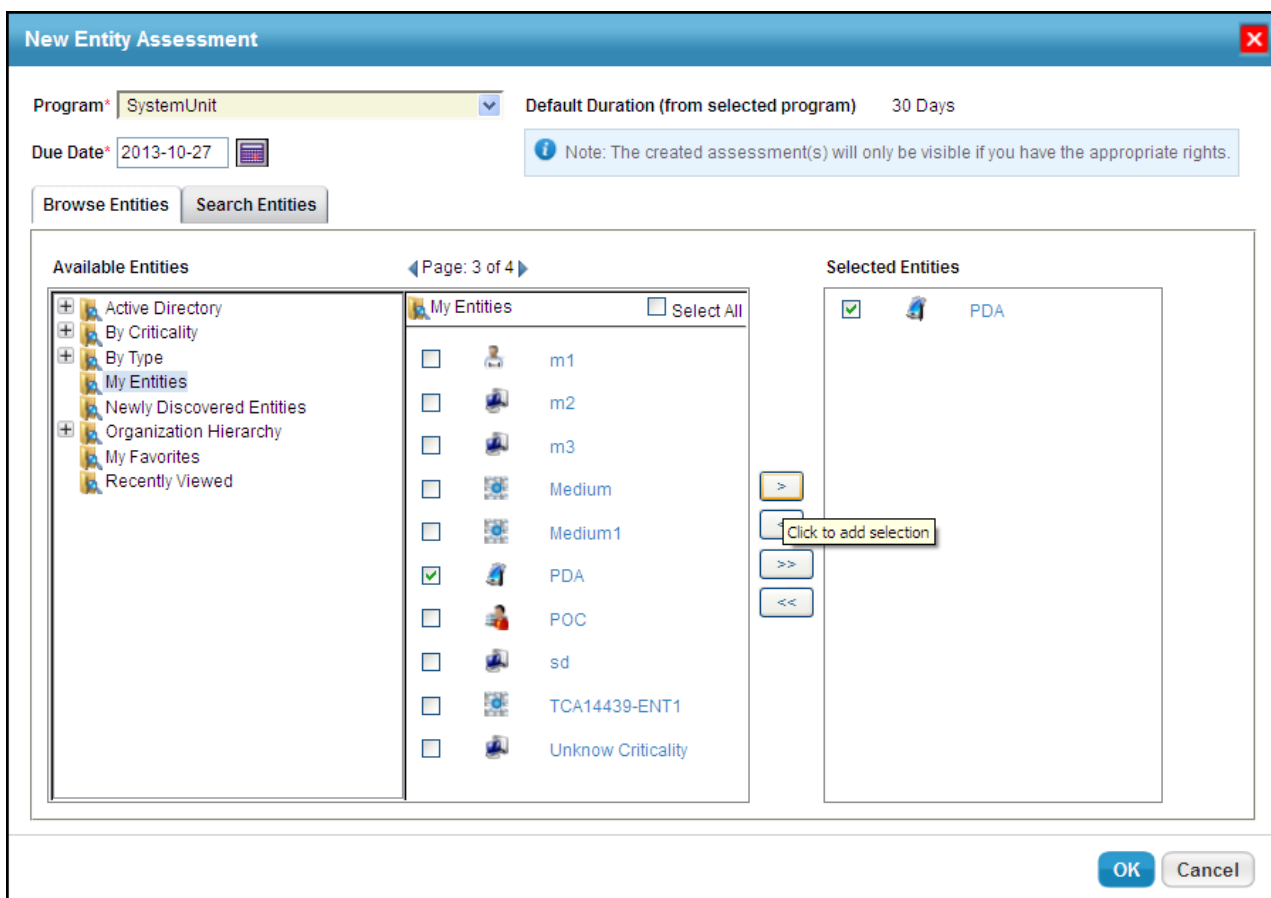 New Entity Assessment
Program* SystemUnit Default Duration (from selected program) 30 Days
Due Date* 2013-10-27 Note: The created assessment(s) will only be visible if you have the appropriate rights.
Browse Entities Search Entities
Available Entities Page: 3 of 4 Selected Entities
Active Directory
By Criticality
By Type
My Entities
Newly Discovered Entities
Organization Hierarchy
My Favorites
Recently Viewed
My Entities Select All
m1
m2
m3
Medium
Medium1
PDA
POC
sd
TCA14439-ENT1
Unknow Criticality
>
Click to add selection
>>
<<
PDA
OK Cancel